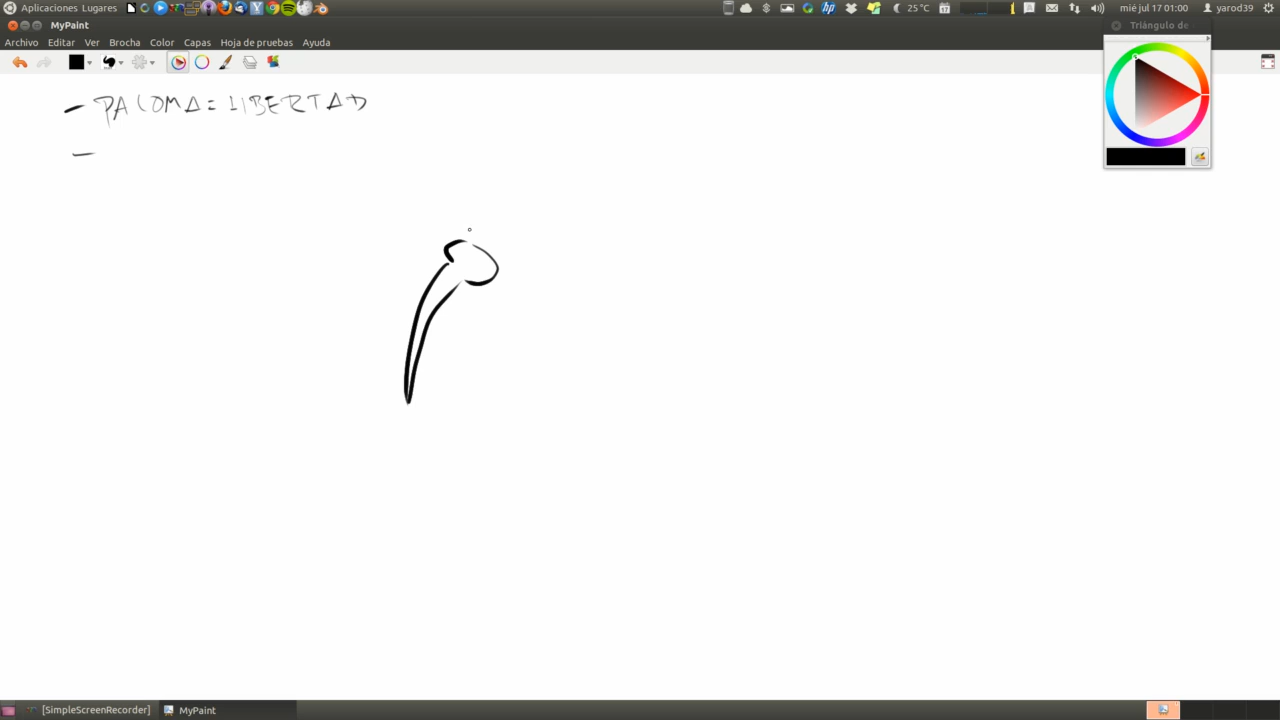 Aplicaciones Lugares 25°C mié jul 17 01:00 yarod39
MyPaint Triángulo de
Archivo Editar Ver Brocha Color Capas Hoja de pruebas Ayuda
- PALOMA = LIBERTAD
-
[SimpleScreenRecorder] MyPaint